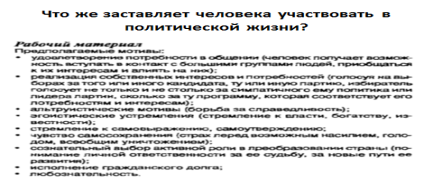 Что же заставляет человека участвовать в
политической жизни?
Рабочий материал
Предполагаемые мотивы:
• удовлетворения потребности в общении (человек получает возмож-
ность вступать в контакт с большими группами людей, приобщаться
к их интересам и влиять на них);
• реализация собственных интересов и потребностей (голосуя на вы-
борах за того или иного кандидата, ту или иную партию, избиратель
голосует не только и не столько за симпатичного ему политика или
лидера партии, сколько за ту программу, которая соответствует его
потребностям и интересам);
• альтруистические мотивы (борьба за справедливость);
• эгоистические устремления (стремление к власти, богатству, из-
вестности);
• стремление к самовыражению, самоутверждению;
• чувство самосохранения (страх перед возможным насилием, голо-
дом, всеобщим уничтожением);
• сознательный выбор активной роли в преобразовании страны (по-
нимание личной ответственности за ее судьбу, за новые пути ее
развития);
• исполнение гражданского долга;
• любознательность.